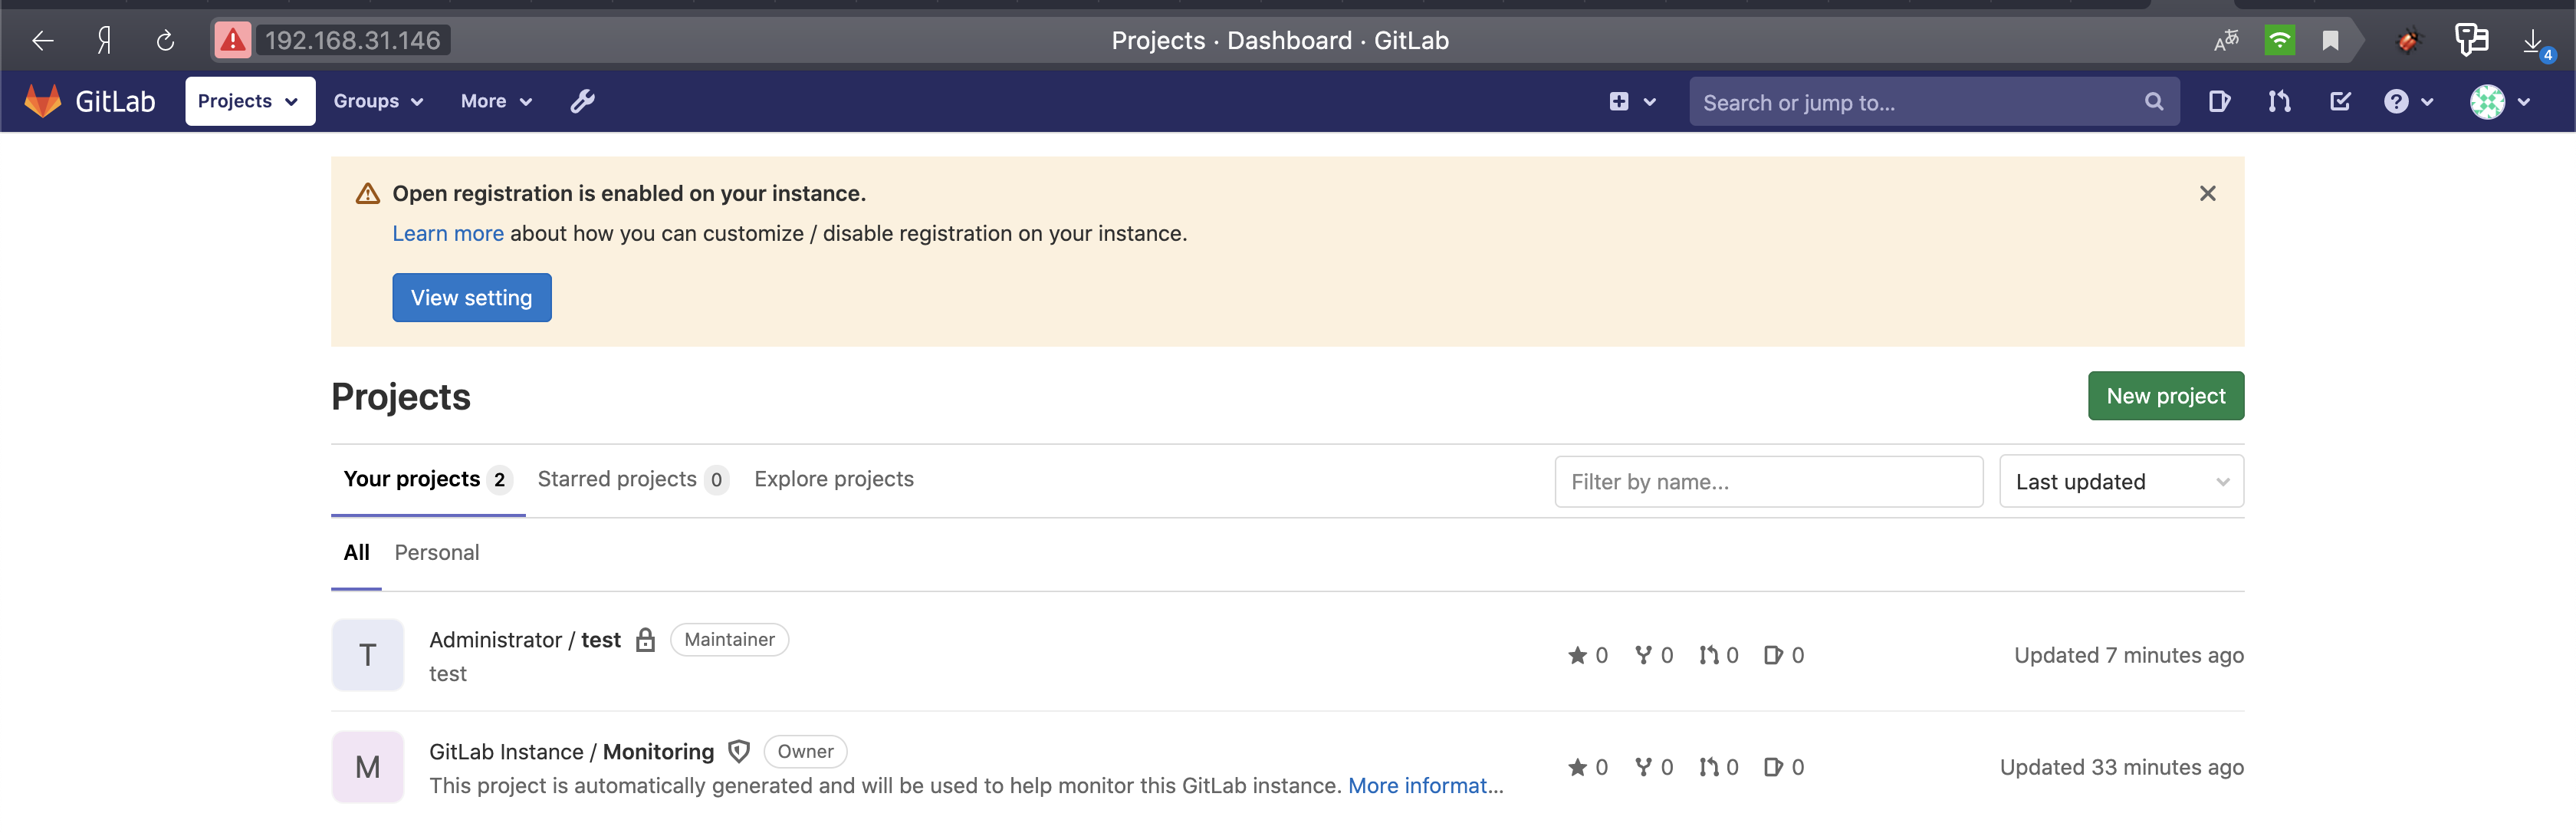 192.168.31.146 Projects · Dashboard · GitLab
4
GitLab Projects Groups More Search or jump to...
Open registration is enabled on your instance.
Learn more about how you can customize / disable registration on your instance.
View setting
Projects New project
Your projects 2 Starred projects 0 Explore projects Filter by name... Last updated
All Personal
T Administrator / test Maintainer 0 0 0 0 Updated 7 minutes ago
test
M GitLab Instance / Monitoring Owner 0 0 0 0 Updated 33 minutes ago
This project is automatically generated and will be used to help monitor this GitLab instance. More informat...